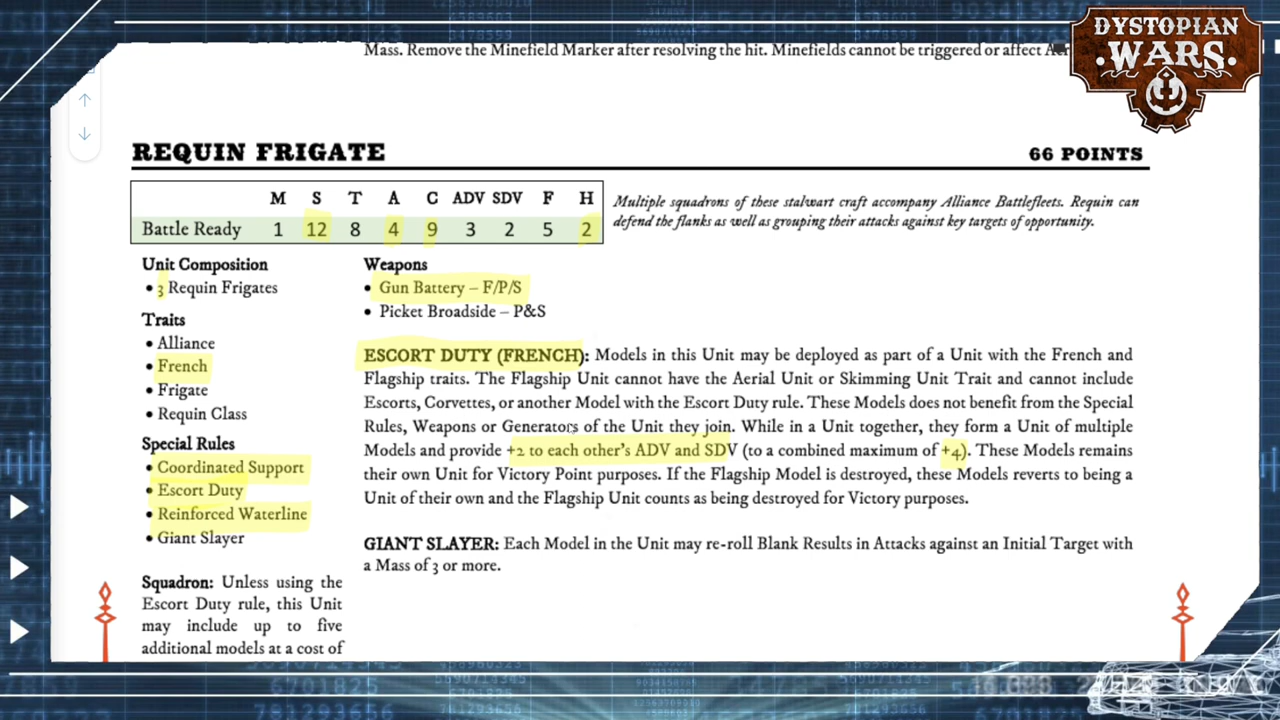 DYSTOPIAN
WARS
Mass. Remove the Minefield Marker after resolving the hit. Minefields cannot be triggered or affect
REQUIN FRIGATE 66 POINTS
M S T A C ADV SDV F H
Battle Ready 1 12 8 4 9 3 2 5 2
Multiple squadrons of these stalwart craft accompany Alliance Battlefleets. Requin can
defend the flanks as well as grouping their attacks against key targets of opportunity.
Unit Composition
• 3 Requin Frigates
Traits
• Alliance
• French
• Frigate
• Requin Class
Special Rules
• Coordinated Support
• Escort Duty
• Reinforced Waterline
• Giant Slayer
Squadron: Unless using the
Escort Duty rule, this Unit
may include up to five
additional models at a cost of
Weapons
• Gun Battery – F/P/S
• Picket Broadside – P&S
ESCORT DUTY (FRENCH): Models in this Unit may be deployed as part of a Unit with the French and
Flagship traits. The Flagship Unit cannot have the Aerial Unit or Skimming Unit Trait and cannot include
Escorts, Corvettes, or another Model with the Escort Duty rule. These Models does not benefit from the Special
Rules, Weapons or Generators of the Unit they join. While in a Unit together, they form a Unit of multiple
Models and provide +2 to each other's ADV and SDV (to a combined maximum of +4). These Models remains
their own Unit for Victory Point purposes. If the Flagship Model is destroyed, these Models reverts to being a
Unit of their own and the Flagship Unit counts as being destroyed for Victory purposes.
GIANT SLAYER: Each Model in the Unit may re-roll Blank Results in Attacks against an Initial Target with
a Mass of 3 or more.
6701825
791293656